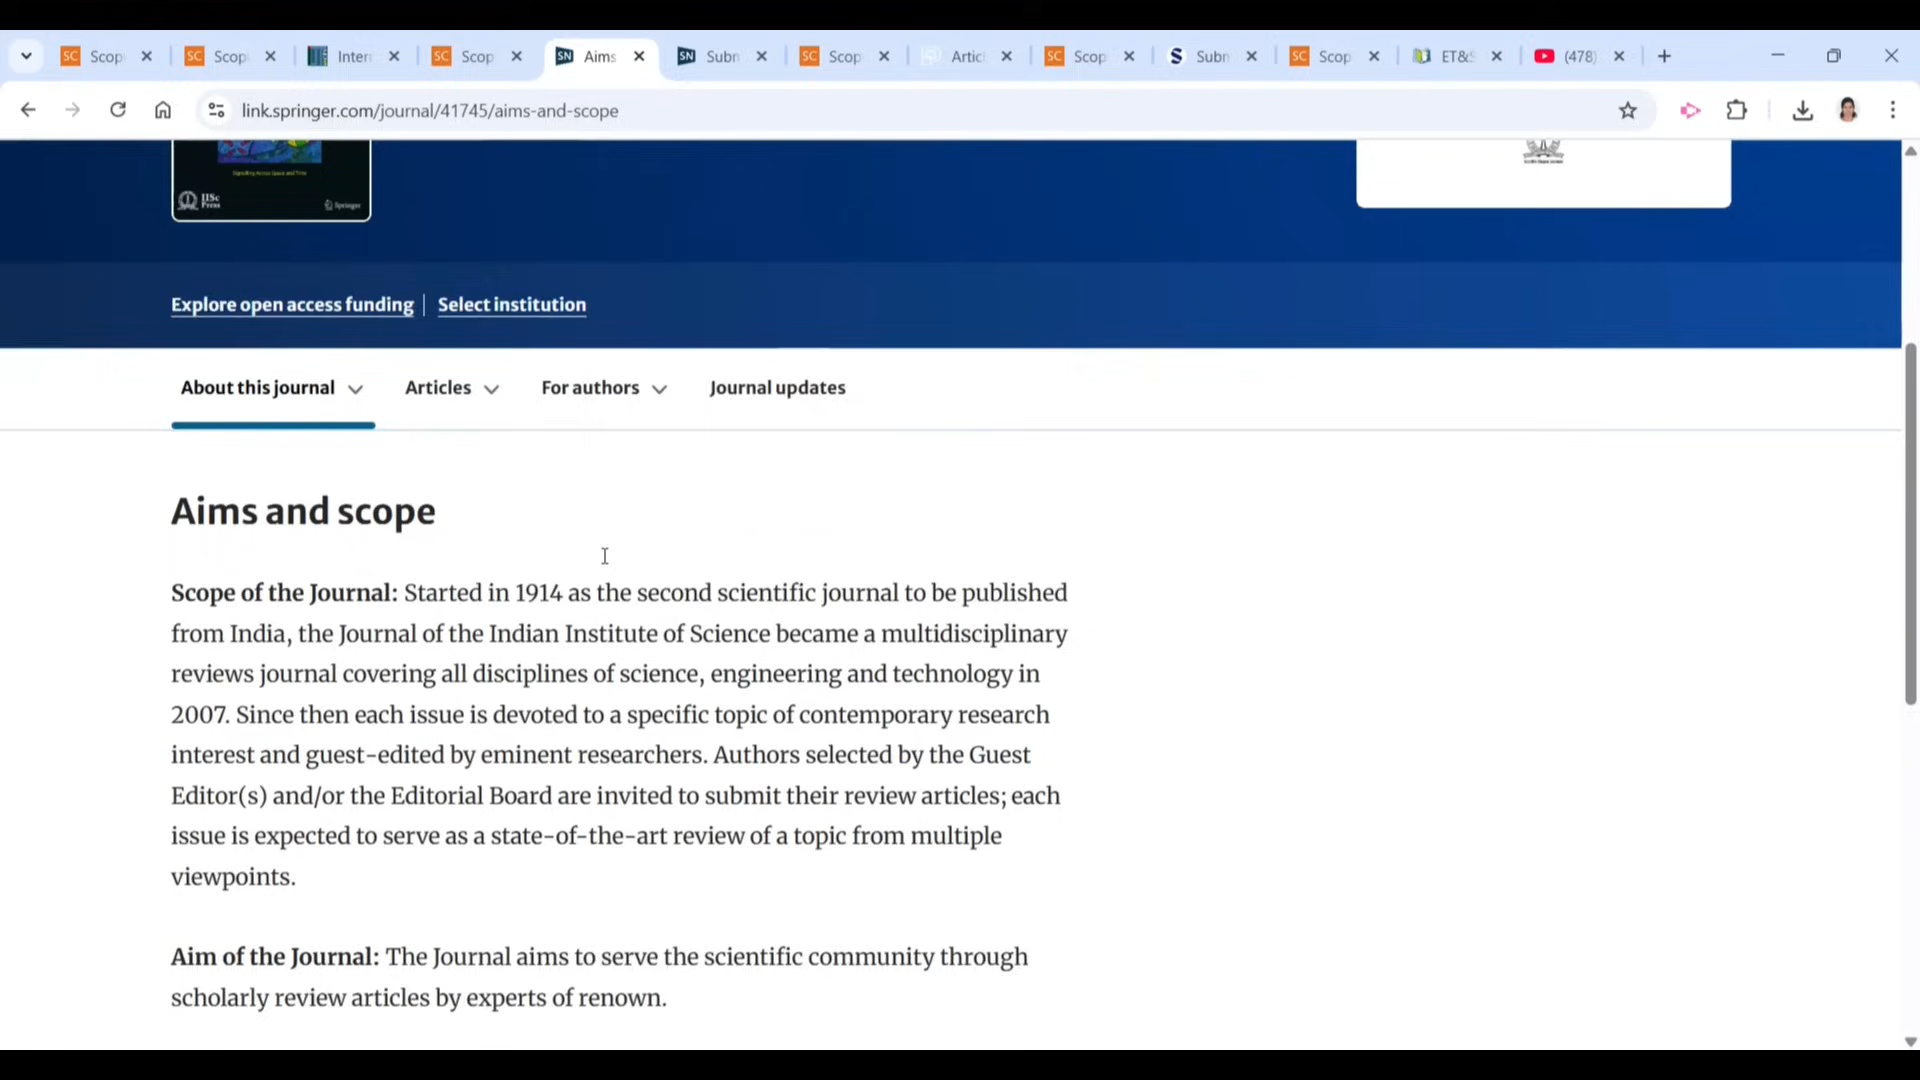 Scop
Scop
Inter
Scop
Aims
Subm
Scop
Articl
Scop
Subm
Scop
ET&S
(478)
link.springer.com/journal/41745/aims-and-scope
IISc
Press
Springer
Explore open access funding
Select institution
About this journal
Articles
For authors
Journal updates
Aims and scope
Scope of the Journal: Started in 1914 as the second scientific journal to be published
from India, the Journal of the Indian Institute of Science became a multidisciplinary
reviews journal covering all disciplines of science, engineering and technology in
2007. Since then each issue is devoted to a specific topic of contemporary research
interest and guest-edited by eminent researchers. Authors selected by the Guest
Editor(s) and/or the Editorial Board are invited to submit their review articles; each
issue is expected to serve as a state-of-the-art review of a topic from multiple
viewpoints.
Aim of the Journal: The Journal aims to serve the scientific community through
scholarly review articles by experts of renown.